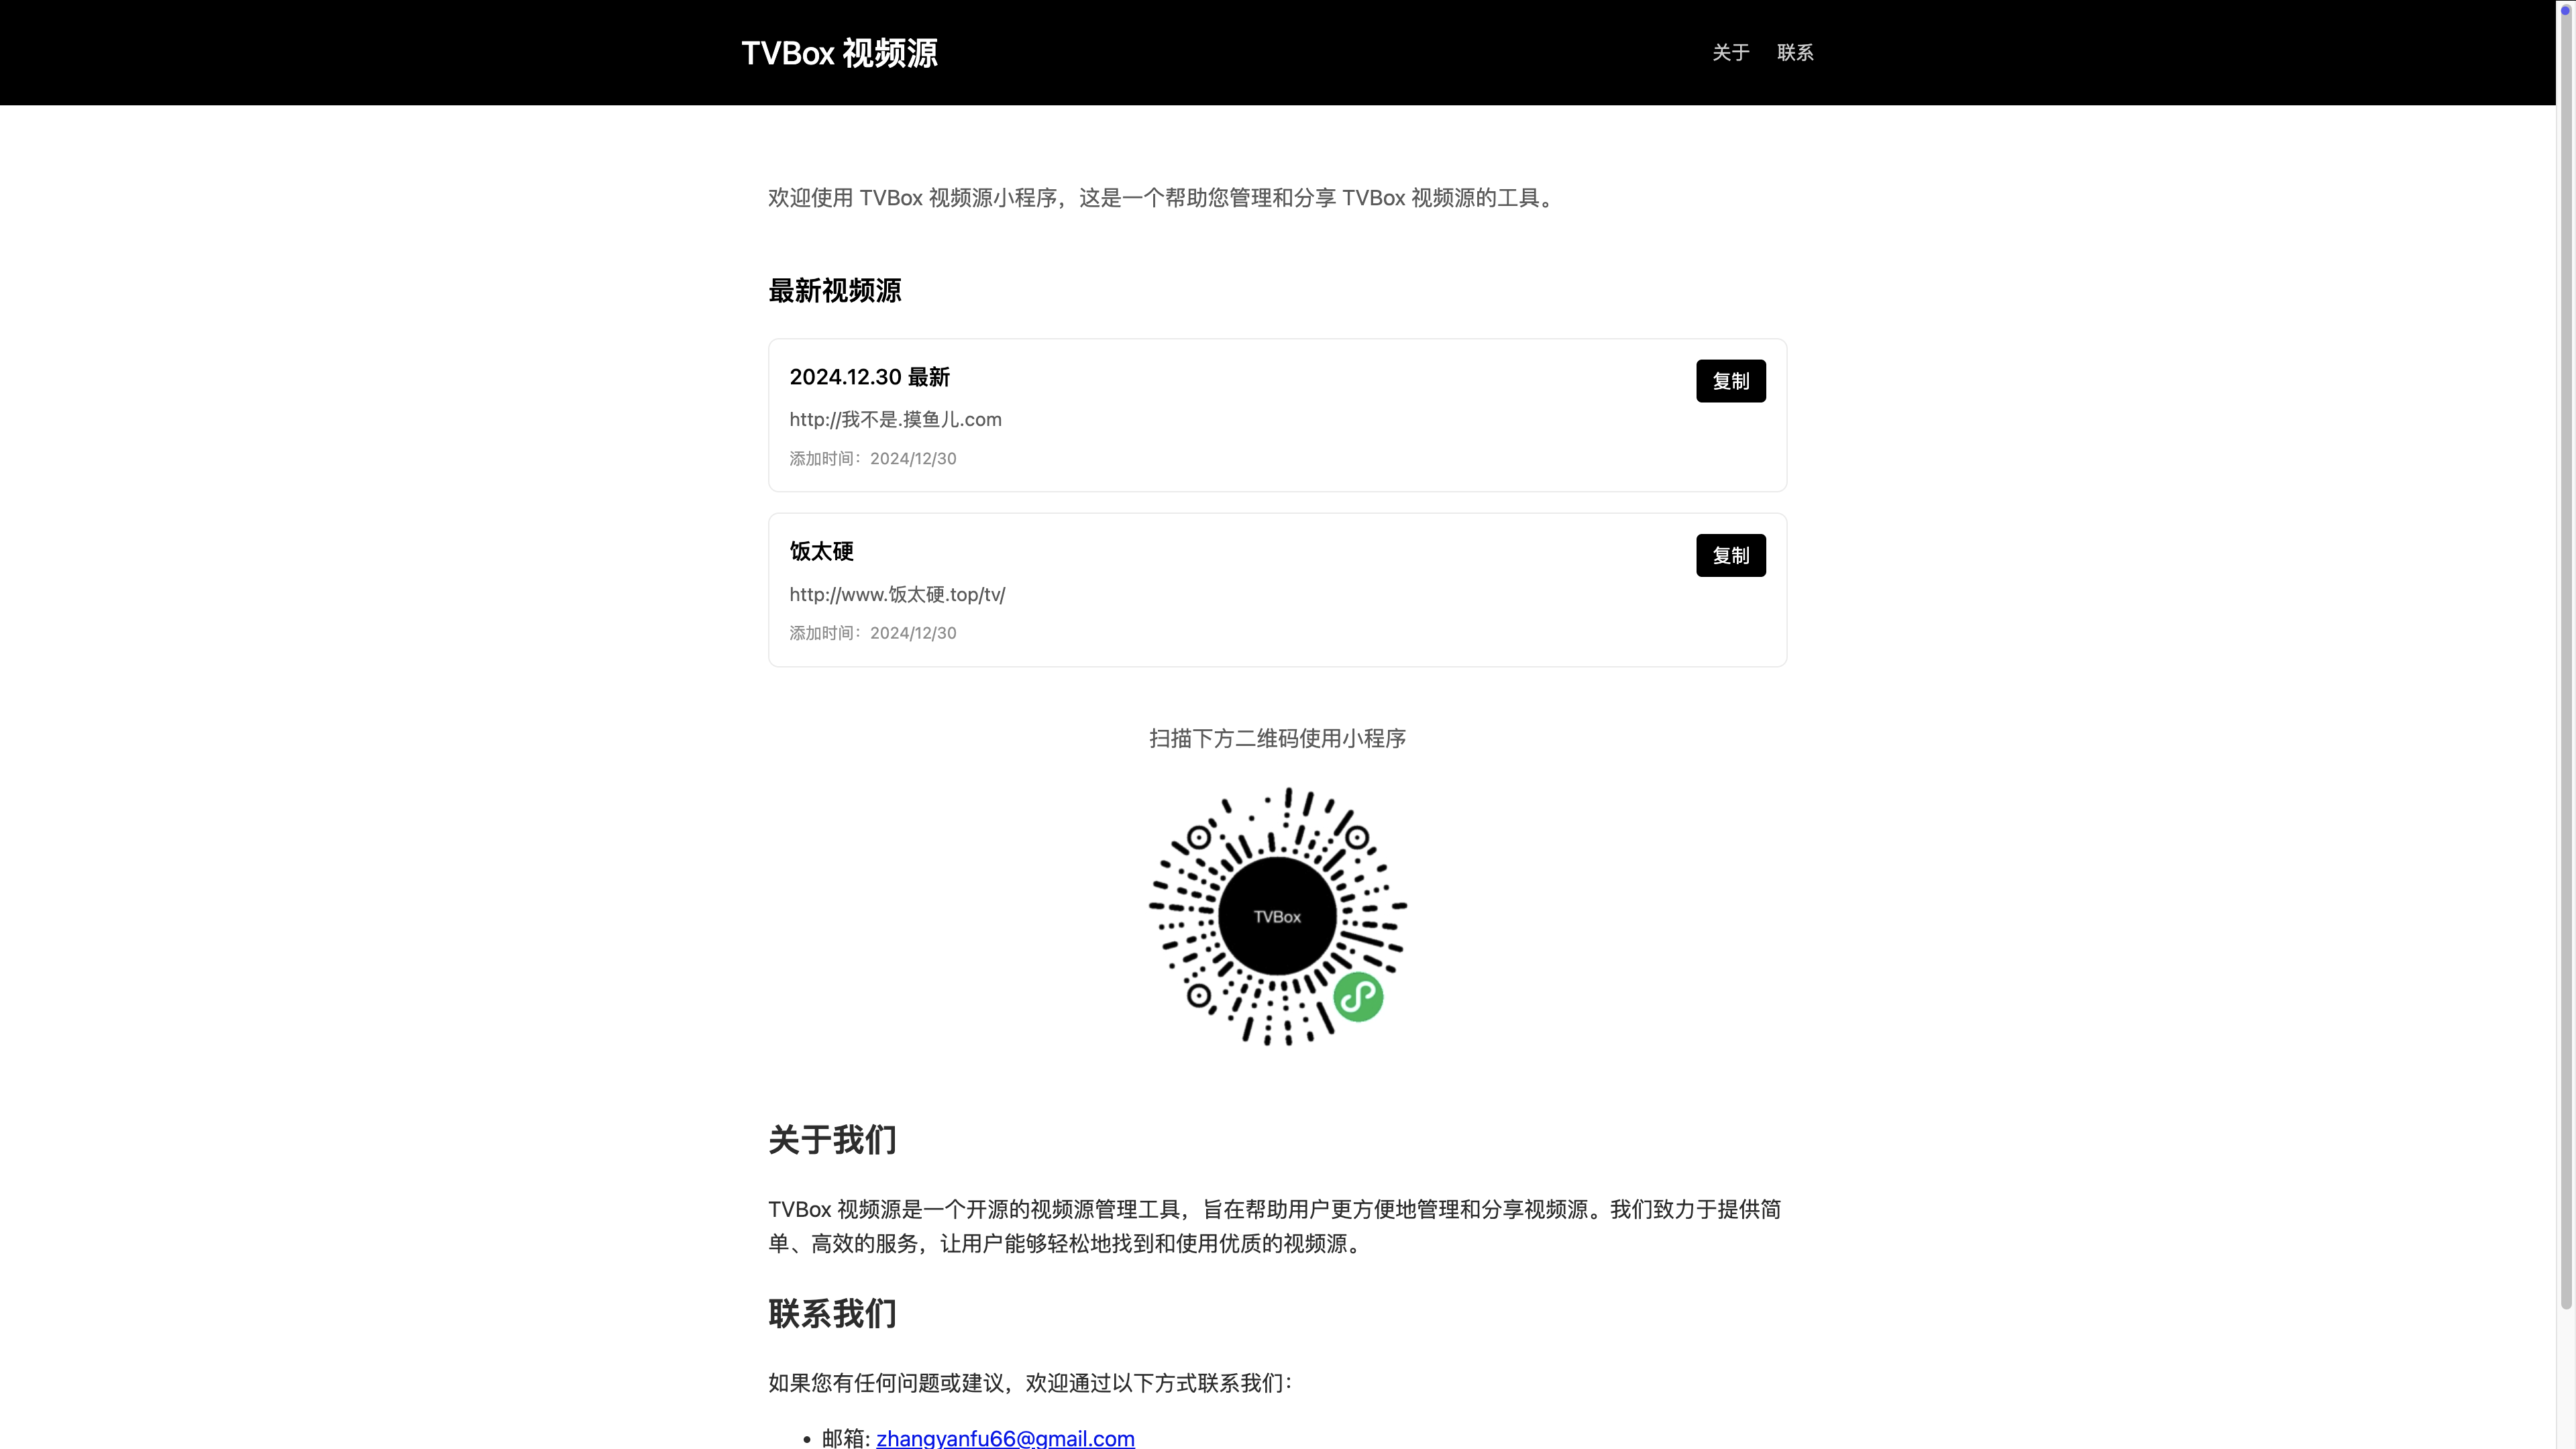 TVBox 视频源
关于
联系
欢迎使用 TVBox 视频源小程序，这是一个帮助您管理和分享 TVBox 视频源的工具。
最新视频源
2024.12.30 最新
复制
http://我不是.摸鱼儿.com
添加时间：2024/12/30
饭太硬
复制
http://www.饭太硬.top/tv/
添加时间：2024/12/30
扫描下方二维码使用小程序
TVBox
关于我们
TVBox 视频源是一个开源的视频源管理工具，旨在帮助用户更方便地管理和分享视频源。我们致力于提供简
单、高效的服务，让用户能够轻松地找到和使用优质的视频源。
联系我们
如果您有任何问题或建议，欢迎通过以下方式联系我们：
• 邮箱: zhangyanfu66@gmail.com